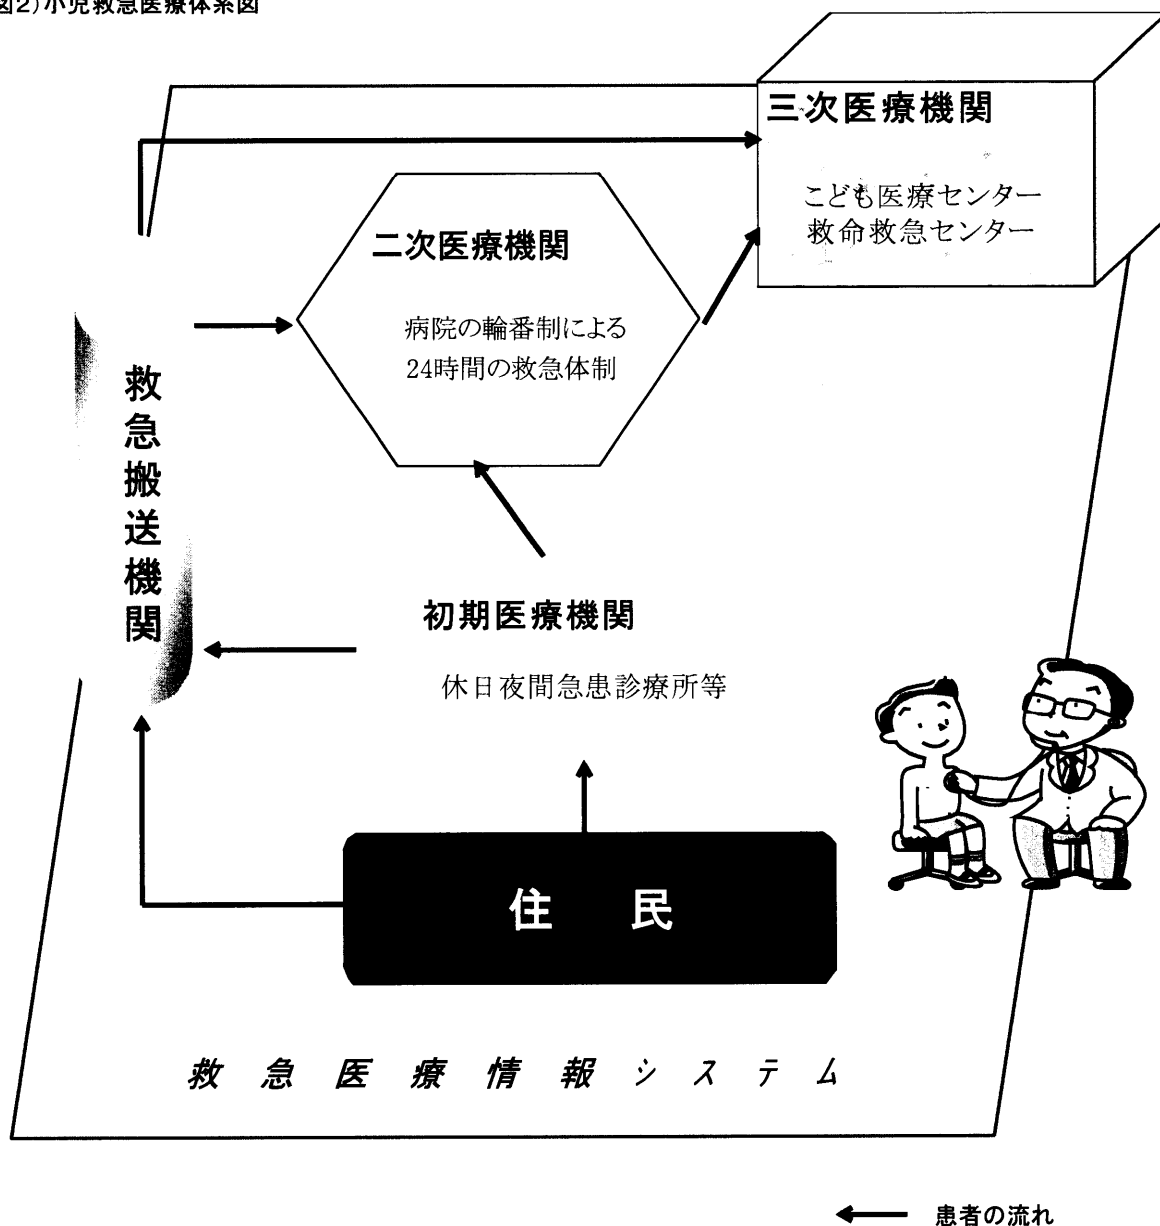 図2)小児救急医療体系図
三次医療機関
こども医療センター
救命救急センター
二次医療機関
病院の輪番制による
24時間の救急体制
救急搬送機関
初期医療機関
休日夜間急患診療所等
住民
救急医療情報システム
患者の流れ